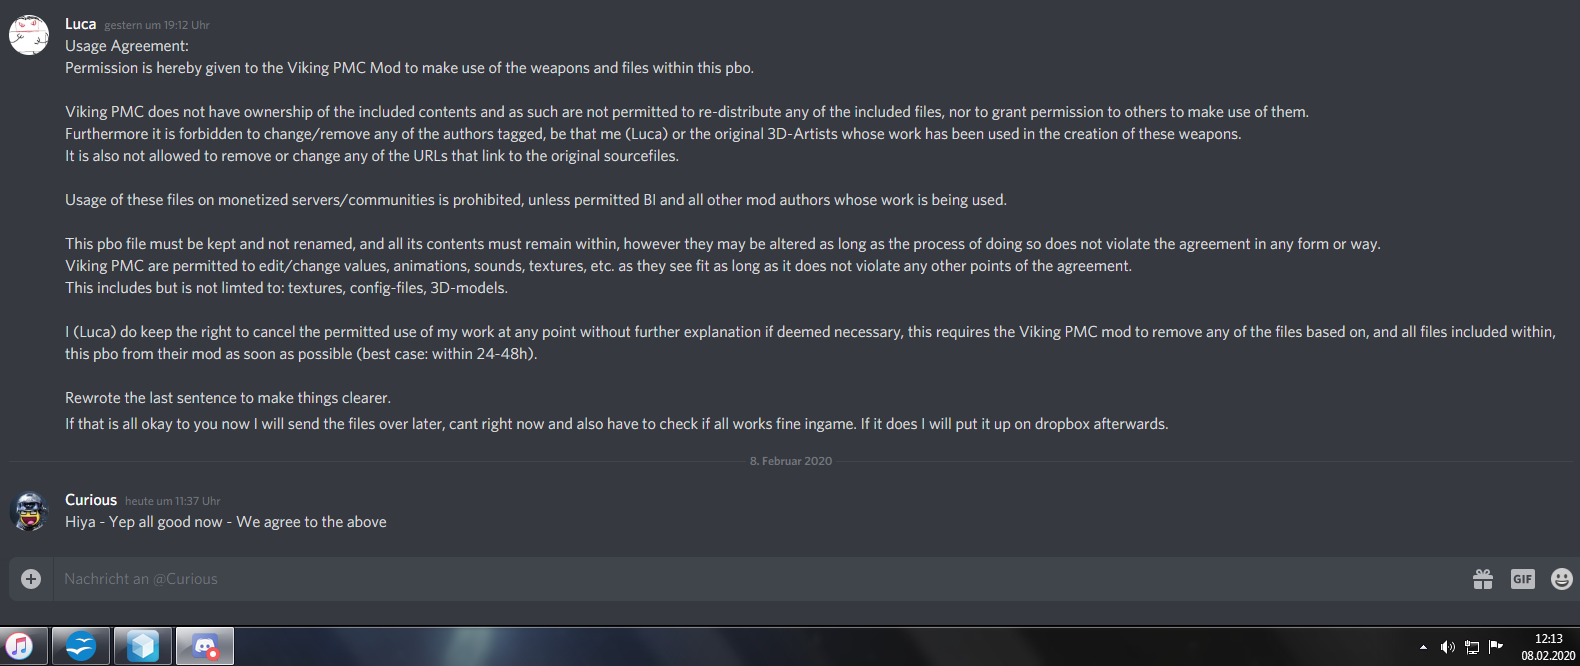 Luca gestern um 19:12 Uhr
Usage Agreement:
Permission is hereby given to the Viking PMC Mod to make use of the weapons and files within this pbo.
Viking PMC does not have ownership of the included contents and as such are not permitted to re-distribute any of the included files, nor to grant permission to others to make use of them.
Furthermore it is forbidden to change/remove any of the authors tagged, be that me (Luca) or the original 3D-Artists whose work has been used in the creation of these weapons.
It is also not allowed to remove or change any of the URLs that link to the original sourcefiles.
Usage of these files on monetized servers/communities is prohibited, unless permitted BI and all other mod authors whose work is being used.
This pbo file must be kept and not renamed, and all its contents must remain within, however they may be altered as long as the process of doing so does not violate the agreement in any form or way.
Viking PMC are permitted to edit/change values, animations, sounds, textures, etc. as they see fit as long as it does not violate any other points of the agreement.
This includes but is not limted to: textures, config-files, 3D-models.
I (Luca) do keep the right to cancel the permitted use of my work at any point without further explanation if deemed necessary, this requires the Viking PMC mod to remove any of the files based on, and all files included within,
this pbo from their mod as soon as possible (best case: within 24-48h).
Rewrote the last sentence to make things clearer.
If that is all okay to you now I will send the files over later, cant right now and also have to check if all works fine ingame. If it does I will put it up on dropbox afterwards.
8. Februar 2020
Curious heute um 11:37 Uhr
Hiya - Yep all good now - We agree to the above
Nachricht an @Curious
GIF
12:13
08.02.2020